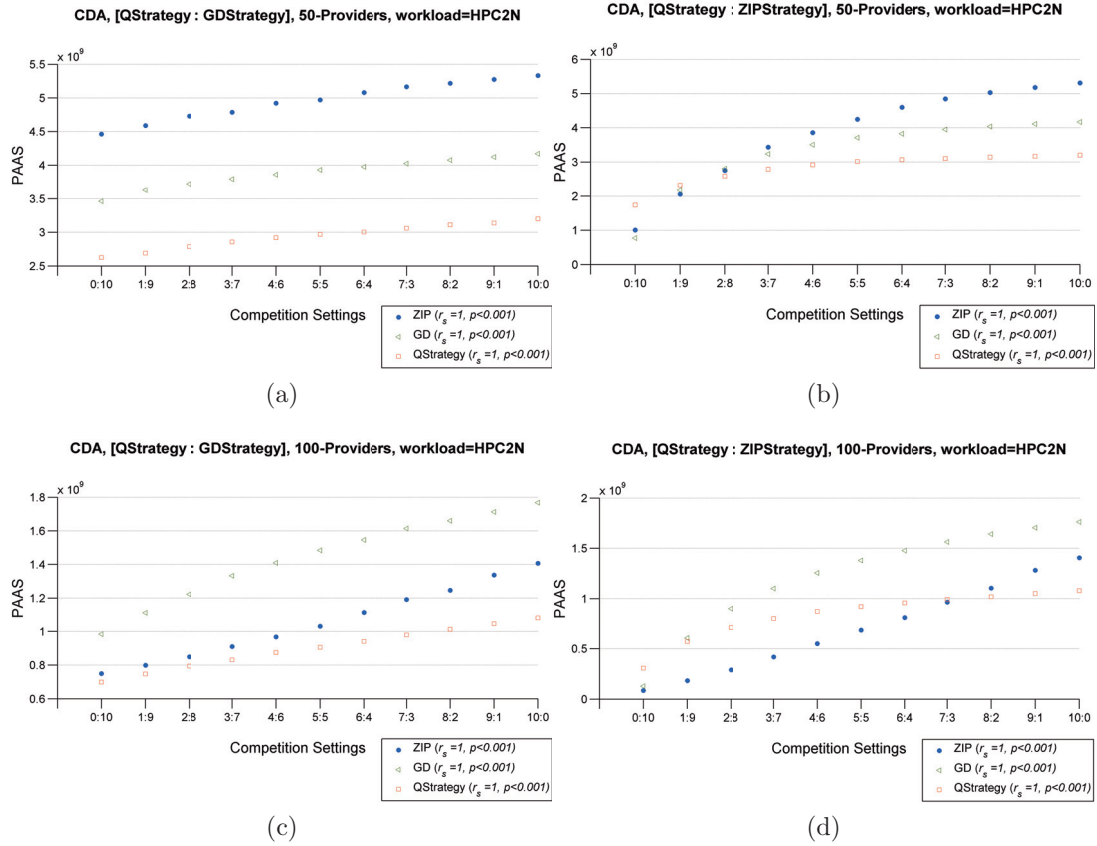 CDA, [QStrategy : GDStrategy], 50-Providers, workload=HPC2N
x 10^9
5.5
5
4.5
4
3.5
3
2.5
PAAS
0:10 1:9 2:8 3:7 4:6 5:5 6:4 7:3 8:2 9:1 10:0
Competition Settings
ZIP (r_s =1, p<0.001)
GD (r_s =1, p<0.001)
QStrategy (r_s =1, p<0.001)
(a)
CDA, [QStrategy : ZIPStrategy], 50-Providers, workload=HPC2N
x 10^9
6
5
4
3
2
1
0
PAAS
0:10 1:9 2:8 3:7 4:6 5:5 6:4 7:3 8:2 9:1 10:0
Competition Settings
ZIP (r_s =1, p<0.001)
GD (r_s =1, p<0.001)
QStrategy (r_s =1, p<0.001)
(b)
CDA, [QStrategy : GDStrategy], 100-Providers, workload=HPC2N
x 10^9
1.8
1.6
1.4
1.2
1
0.8
0.6
PAAS
0:10 1:9 2:8 3:7 4:6 5:5 6:4 7:3 8:2 9:1 10:0
Competition Settings
ZIP (r_s =1, p<0.001)
GD (r_s =1, p<0.001)
QStrategy (r_s =1, p<0.001)
(c)
CDA, [QStrategy : ZIPStrategy], 100-Providers, workload=HPC2N
x 10^9
2
1.5
1
0.5
0
PAAS
0:10 1:9 2:8 3:7 4:6 5:5 6:4 7:3 8:2 9:1 10:0
Competition Settings
ZIP (r_s =1, p<0.001)
GD (r_s =1, p<0.001)
QStrategy (r_s =1, p<0.001)
(d)